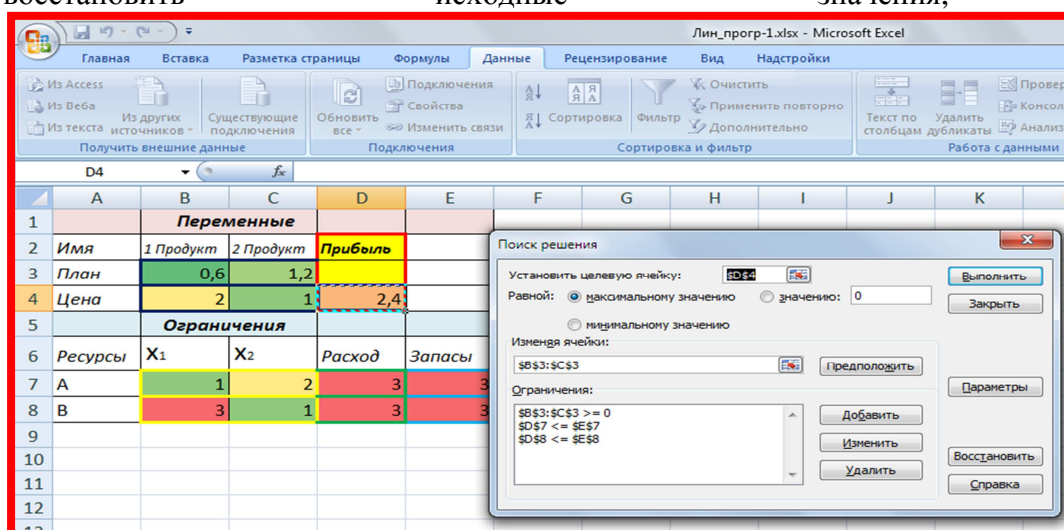 восстановить исходные значения;
Лин_прогр-1.xlsx - Microsoft Excel
Главная Вставка Разметка страницы Формулы Данные Рецензирование Вид Надстройки
Из Access
Из Веба
Из текста
Из других источников
Существующие подключения
Получить внешние данные
Обновить все
Подключения
Свойства
Изменить связи
Подключения
Сортировка
Фильтр
Очистить
Применить повторно
Дополнительно
Сортировка и фильтр
Текст по столбцам
Удалить дубликаты
Провер
Консол
Анализ
Работа с данными
D4 fx
A B C D E F G H I J K
1 Переменные
2 Имя 1 Продукт 2 Продукт Прибыль
3 План 0,6 1,2
4 Цена 2 1 2,4
5 Ограничения
6 Ресурсы X1 X2 Расход Запасы
7 A 1 2 3 3
8 B 3 1 3 3
9
10
11
12
13
Поиск решения
Установить целевую ячейку: $D$4
Равной: максимальному значению значению: 0
минимальному значению
Изменяя ячейки:
$B$3:$C$3
Предположить
Ограничения:
$B$3:$C$3 >= 0
$D$7 <= $E$7
$D$8 <= $E$8
Добавить
Изменить
Удалить
Выполнить
Закрыть
Параметры
Восстановить
Справка